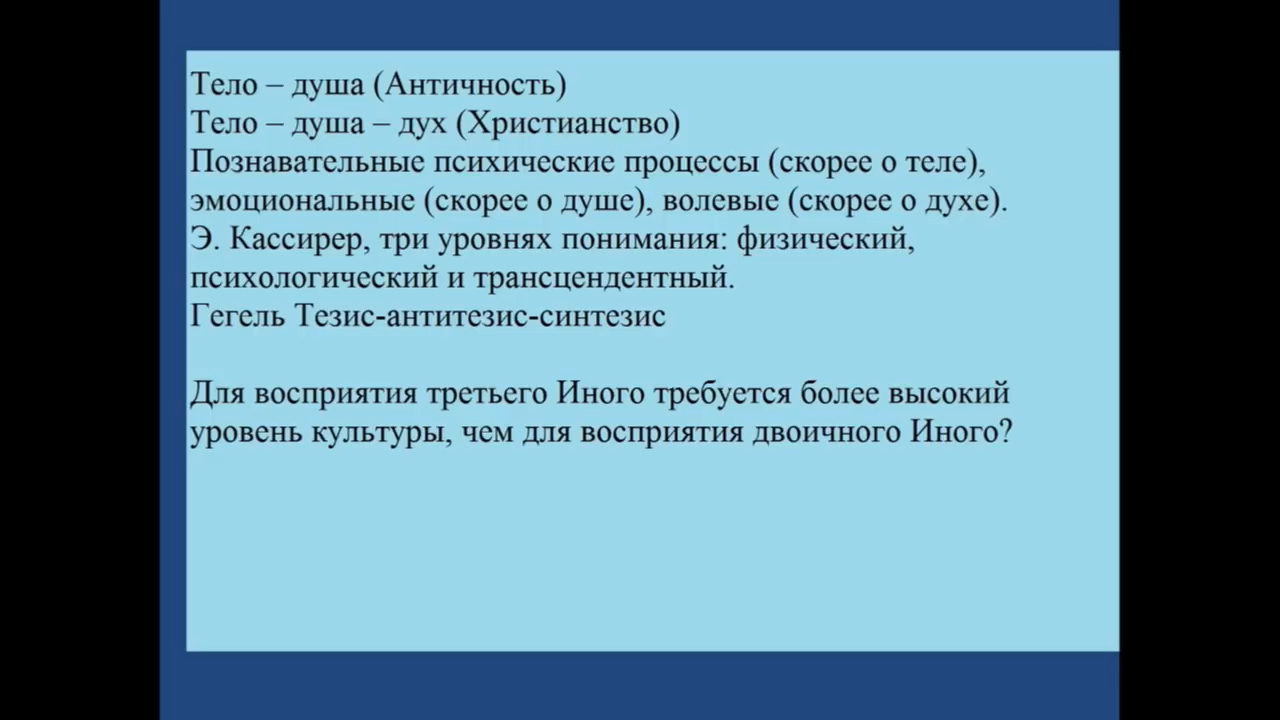 Тело – душа (Античность)
Тело – душа – дух (Христианство)
Познавательные психические процессы (скорее о теле),
эмоциональные (скорее о душе), волевые (скорее о духе).
Э. Кассирер, три уровнях понимания: физический,
психологический и трансцендентный.
Гегель Тезис-антитезис-синтезис
Для восприятия третьего Иного требуется более высокий
уровень культуры, чем для восприятия двоичного Иного?